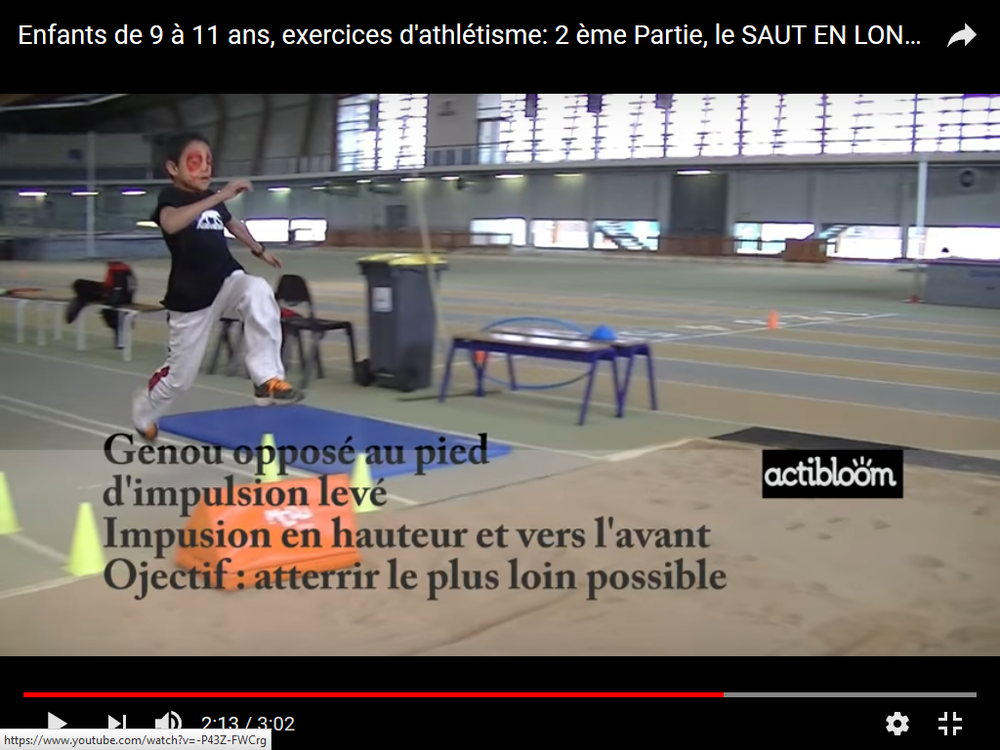 Enfants de 9 à 11 ans, exercices d'athlétisme: 2 ème Partie, le SAUT EN LON...
Genou opposé au pied
d'impulsion levé
actibloom
Impusion en hauteur et vers l'avant
Ojectif : atterrir le plus loin possible
2:13 / 3:02
https://www.youtube.com/watch?v=-P43Z-FWCrg